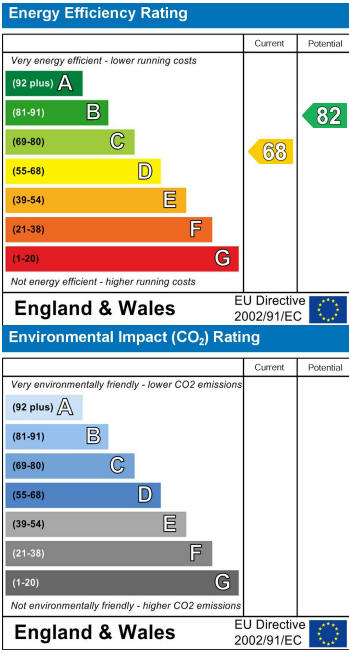 Energy Efficiency Rating
Current Potential
Very energy efficient - lower running costs
(92 plus) A
(81-91) B
(69-80) C
(55-68) D
(39-54) E
(21-38) F
(1-20) G
68
82
Not energy efficient - higher running costs
England & Wales
EU Directive
2002/91/EC
Environmental Impact (CO₂) Rating
Current Potential
Very environmentally friendly - lower CO2 emissions
(92 plus) A
(81-91) B
(69-80) C
(55-68) D
(39-54) E
(21-38) F
(1-20) G
Not environmentally friendly - higher CO2 emissions
England & Wales
EU Directive
2002/91/EC